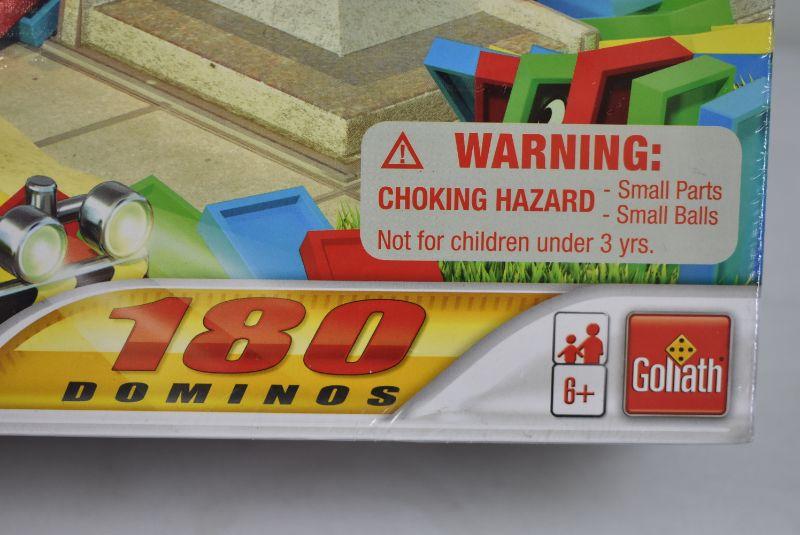 WARNING:
CHOKING HAZARD - Small Parts
- Small Balls
Not for children under 3 yrs.
180
DOMINOS
6+
Goliath